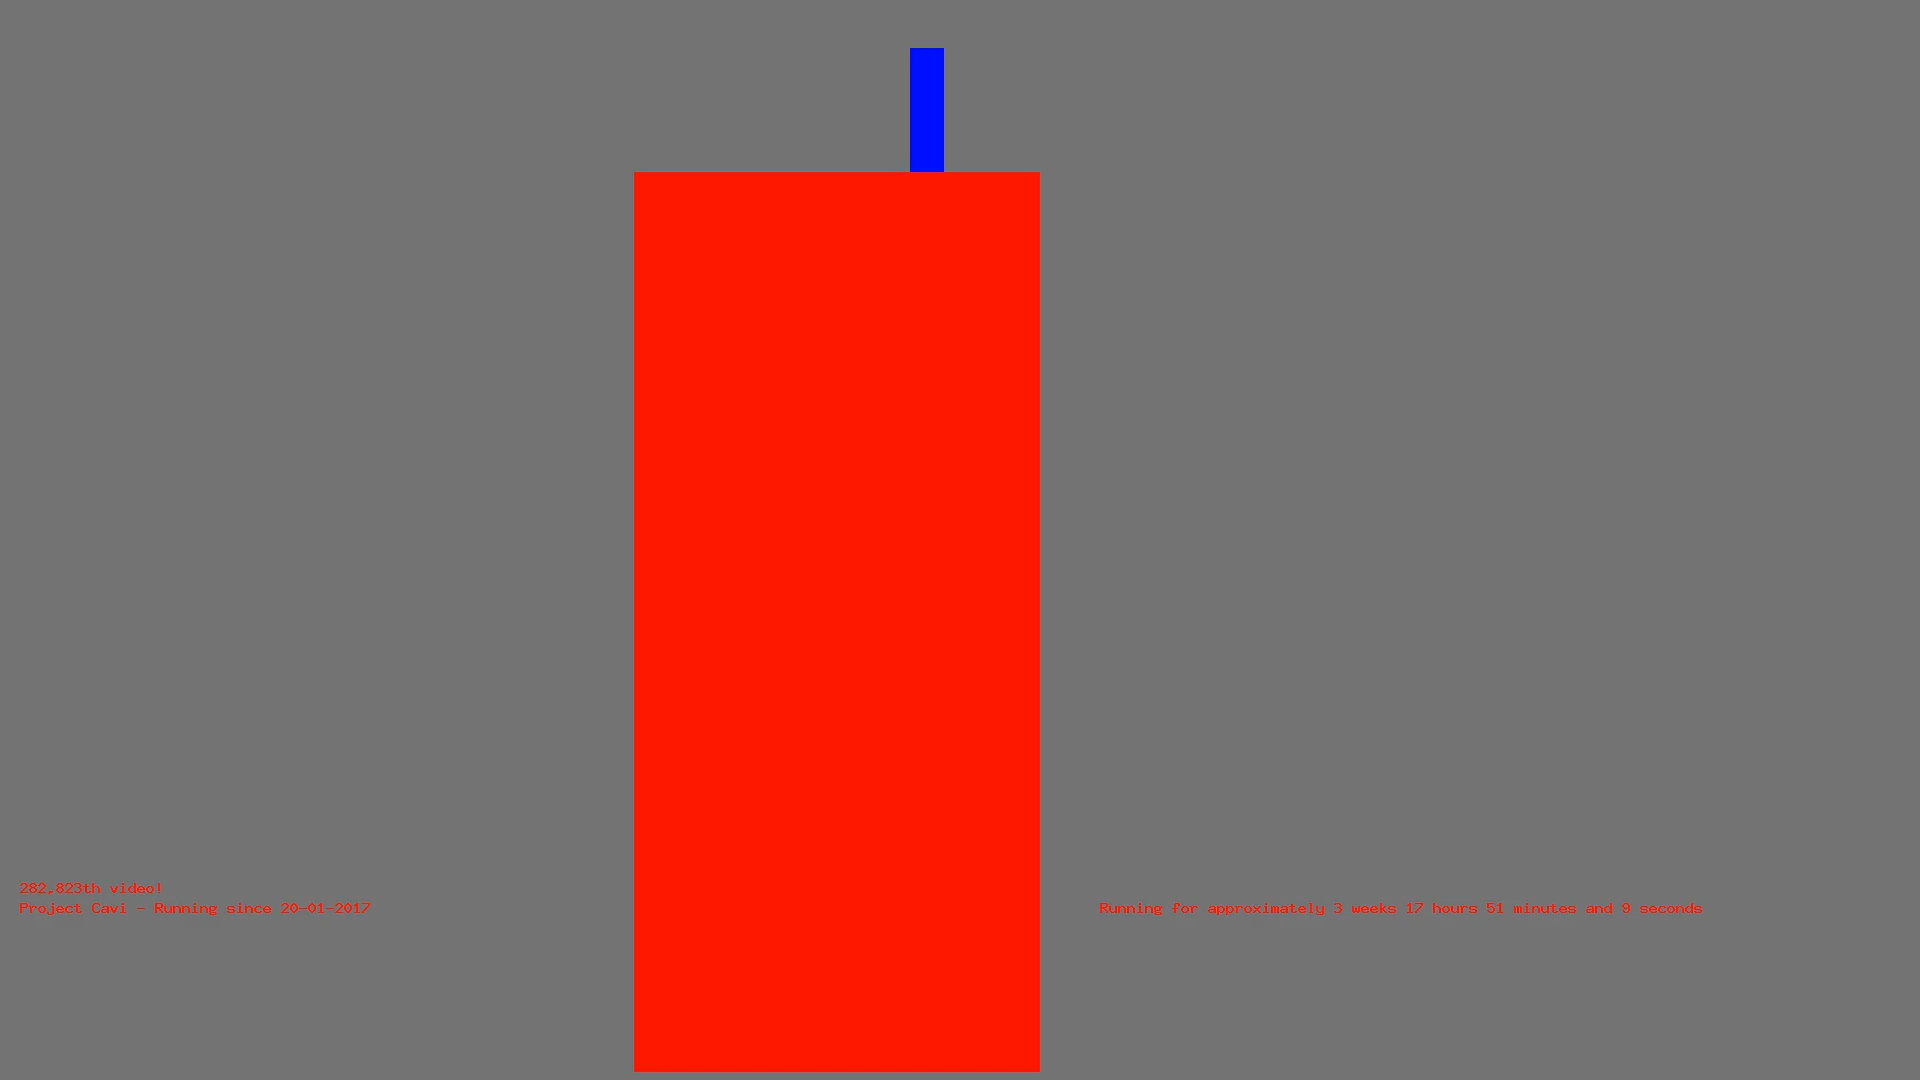 282,823th video!
Project Cavi - Running since 20-01-2017
Running for approximately 3 weeks 17 hours 51 minutes and 9 seconds